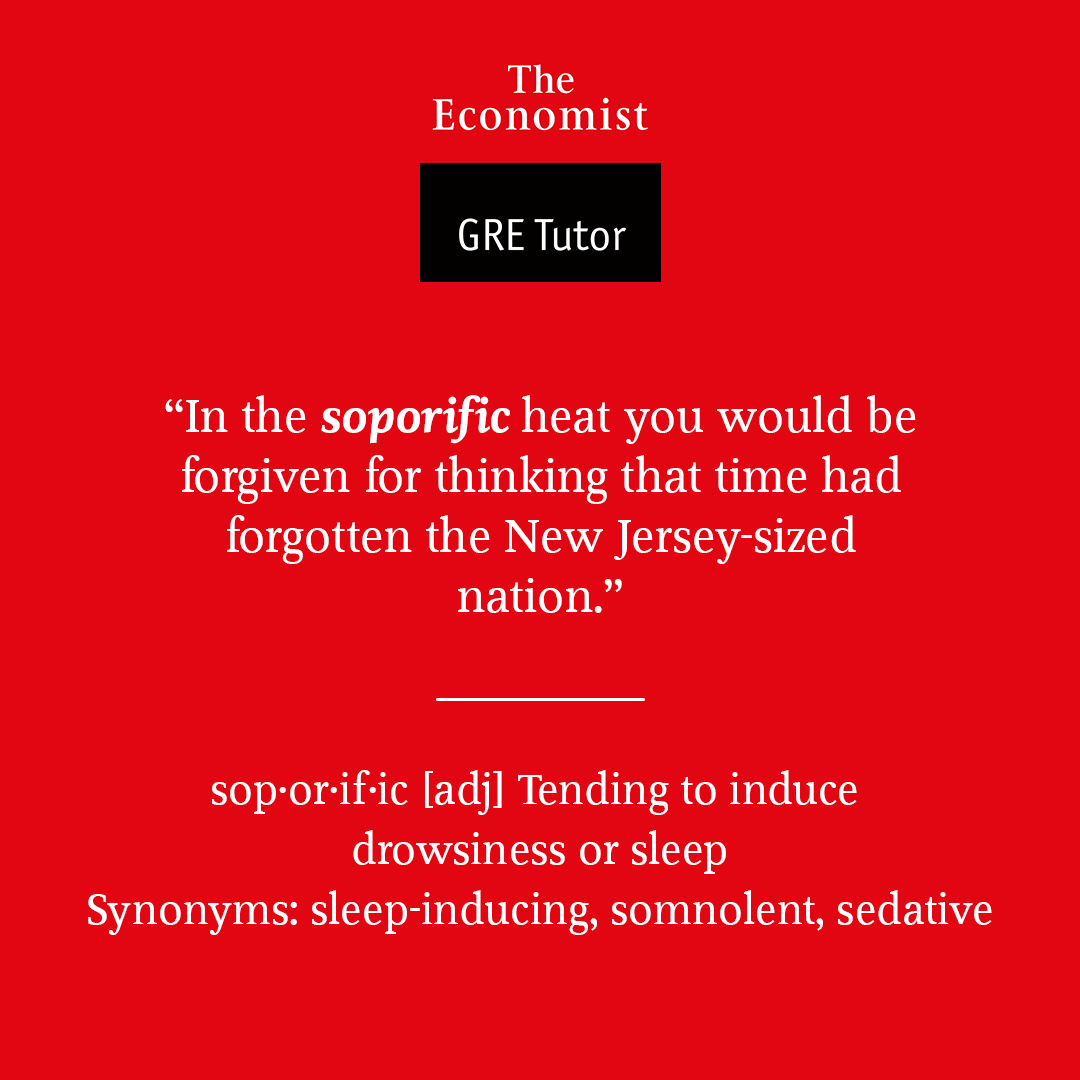 The
Economist
GRE Tutor
“In the soporific heat you would be
forgiven for thinking that time had
forgotten the New Jersey-sized
nation.”
sop·or·if·ic [adj] Tending to induce
drowsiness or sleep
Synonyms: sleep-inducing, somnolent, sedative